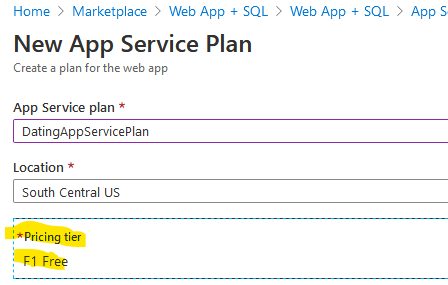 Home > Marketplace > Web App + SQL > Web App + SQL > App S
New App Service Plan
Create a plan for the web app
App Service plan *
DatingAppServicePlan
Location *
South Central US
*Pricing tier
F1 Free